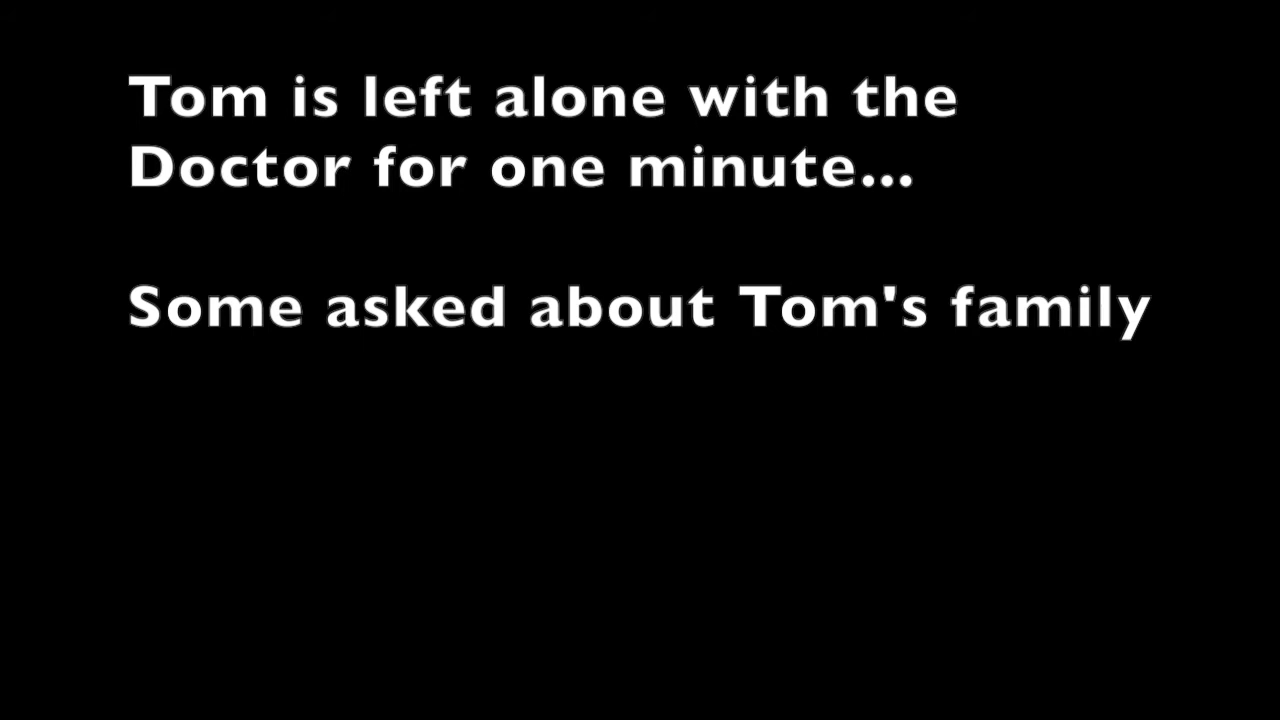 Tom is left alone with the
Doctor for one minute...
Some asked about Tom's family